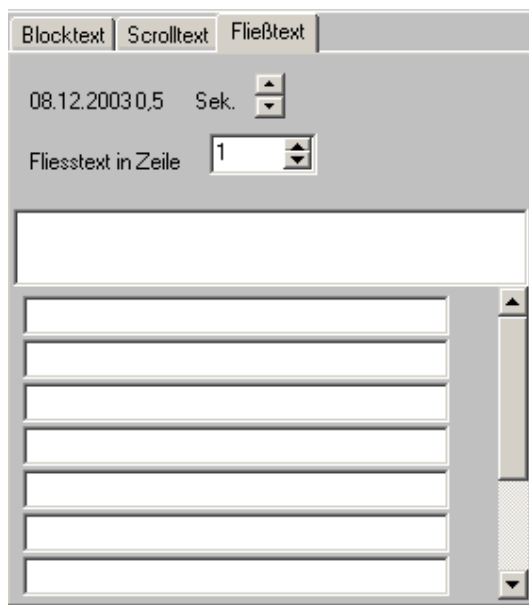 Blocktext Scrolltext Fließtext
08.12.2003 0,5 Sek.
Fliesstext in Zeile 1